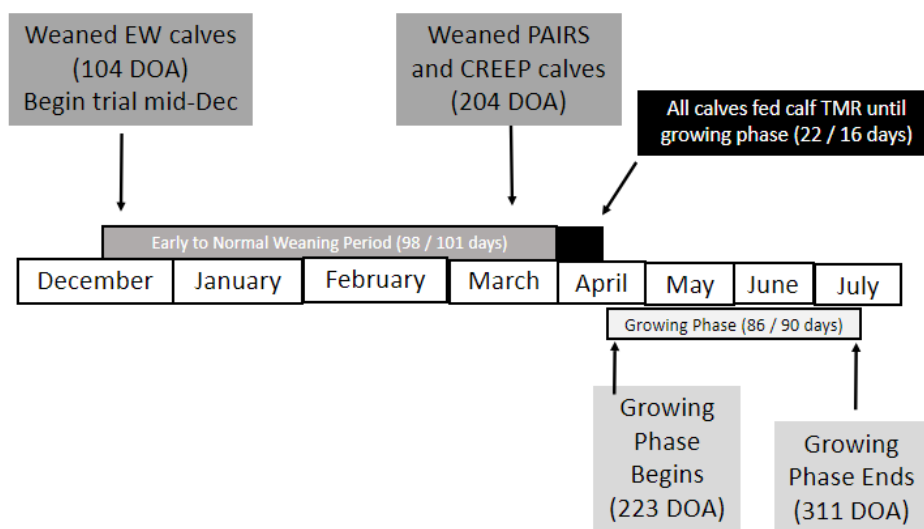 Weaned EW calves
(104 DOA)
Begin trial mid-Dec
Weaned PAIRS
and CREEP calves
(204 DOA)
All calves fed calf TMR until
growing phase (22 / 16 days)
Early to Normal Weaning Period (98 / 101 days)
December January February March April May June July
Growing Phase (86 / 90 days)
Growing
Phase
Begins
(223 DOA)
Growing
Phase Ends
(311 DOA)